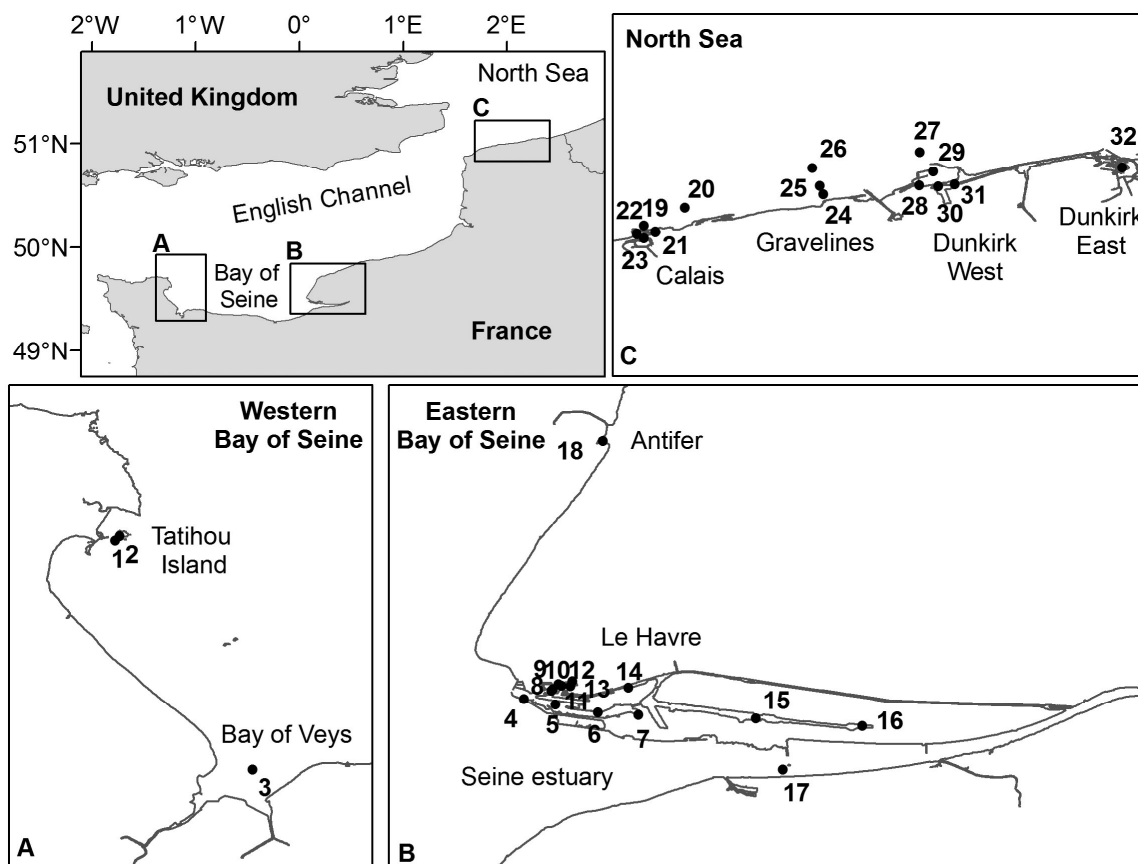 2°W 1°W 0° 1°E 2°E
51°N
50°N
49°N
North Sea
United Kingdom
C
English Channel
A
B
Bay of
Seine
France
North Sea
27
32
26
29
20
25
22 19
24
28
30
31
21
23
Gravelines
Dunkirk
West
Dunkirk
East
Calais
C
Western
Bay of Seine
Tatihou
Island
1 2
Bay of Veys
3
A
Eastern
Bay of Seine
18
Antifer
Le Havre
9 10 12
14
8
13
11
4
5
6
7
15
16
Seine estuary
17
B